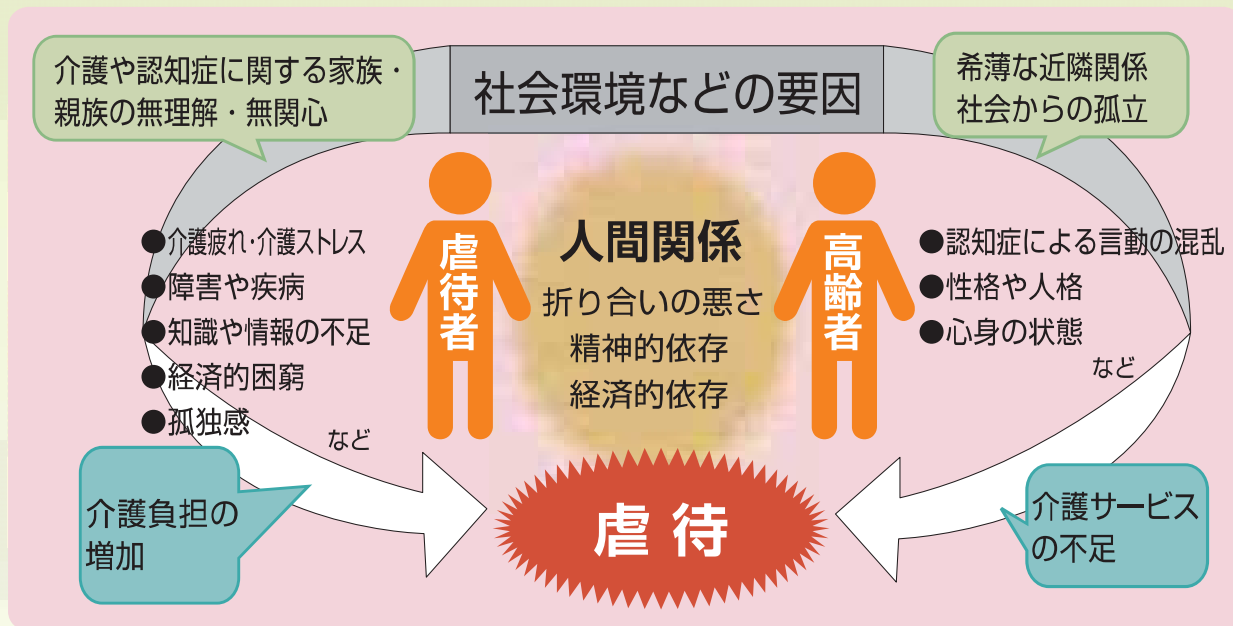 介護や認知症に関する家族・
親族の無理解・無関心
社会環境などの要因
希薄な近隣関係
社会からの孤立
●介護疲れ・介護ストレス
●障害や疾病
●知識や情報の不足
●経済的困窮
●孤独感
など
虐待者
人間関係
折り合いの悪さ
精神的依存
経済的依存
高齢者
●認知症による言動の混乱
●性格や人格
●心身の状態
など
介護負担の
増加
虐待
介護サービス
の不足